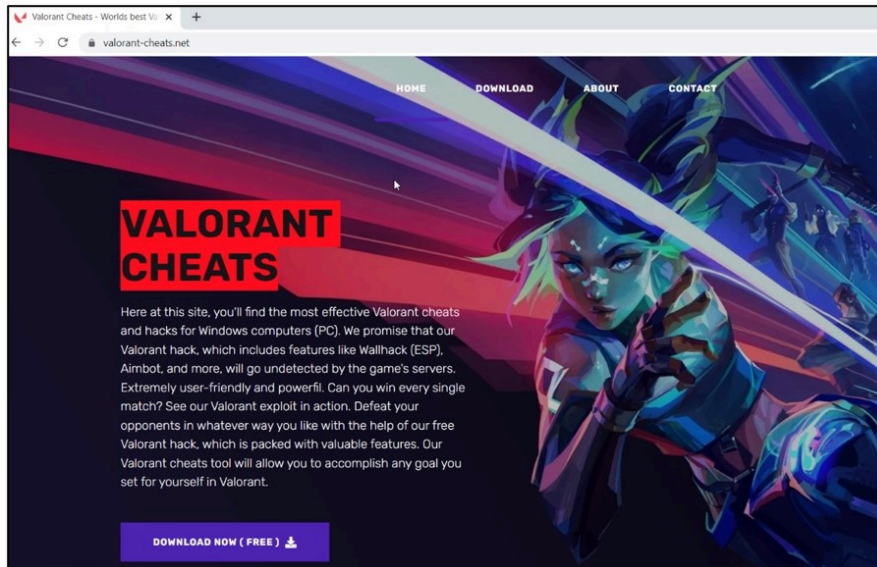 Valorant Cheats - Worlds best Va
valorant-cheats.net
HOME DOWNLOAD ABOUT CONTACT
VALORANT
CHEATS
Here at this site, you'll find the most effective Valorant cheats
and hacks for Windows computers (PC). We promise that our
Valorant hack, which includes features like Wallhack (ESP),
Aimbot, and more, will go undetected by the game's servers.
Extremely user-friendly and powerfil. Can you win every single
match? See our Valorant exploit in action. Defeat your
opponents in whatever way you like with the help of our free
Valorant hack, which is packed with valuable features. Our
Valorant cheats tool will allow you to accomplish any goal you
set for yourself in Valorant.
DOWNLOAD NOW ( FREE )